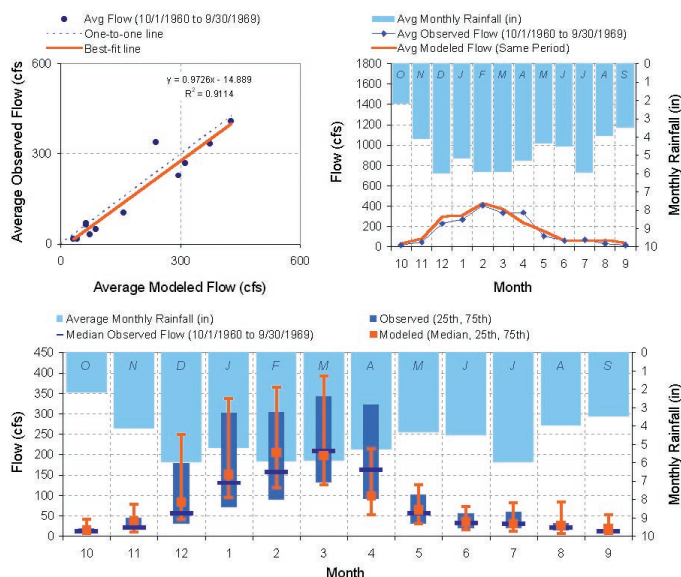 Avg Flow (10/1/1960 to 9/30/1969)
One-to-one line
Best-fit line
Average Observed Flow (cfs)
600
300
0
y = 0.9726x - 14.889
R² = 0.9114
0 300 600
Average Modeled Flow (cfs)
Avg Monthly Rainfall (in)
Avg Observed Flow (10/1/1960 to 9/30/1969)
Avg Modeled Flow (Same Period)
Flow (cfs)
1800
1600
1400
1200
1000
800
600
400
200
0
O N D J F M A M J J A S
0
1
2
3
4
5
6
7
8
9
10
Monthly Rainfall (in)
10 11 12 1 2 3 4 5 6 7 8 9
Month
Average Monthly Rainfall (in)
Median Observed Flow (10/1/1960 to 9/30/1969)
Observed (25th, 75th)
Modeled (Median, 25th, 75th)
Flow (cfs)
450
400
350
300
250
200
150
100
50
0
O N D J F M A M J J A S
0
1
2
3
4
5
6
7
8
9
10
Monthly Rainfall (in)
10 11 12 1 2 3 4 5 6 7 8 9
Month